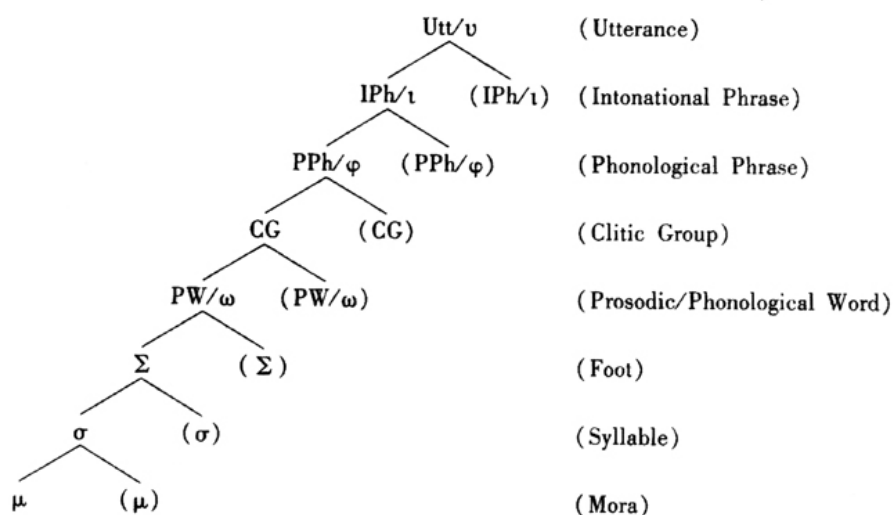 Utt/υ (Utterance)
IPh/ι (IPh/ι) (Intonational Phrase)
PPh/φ (PPh/φ) (Phonological Phrase)
CG (CG) (Clitic Group)
PW/ω (PW/ω) (Prosodic/Phonological Word)
Σ (Σ) (Foot)
σ (σ) (Syllable)
μ (μ) (Mora)